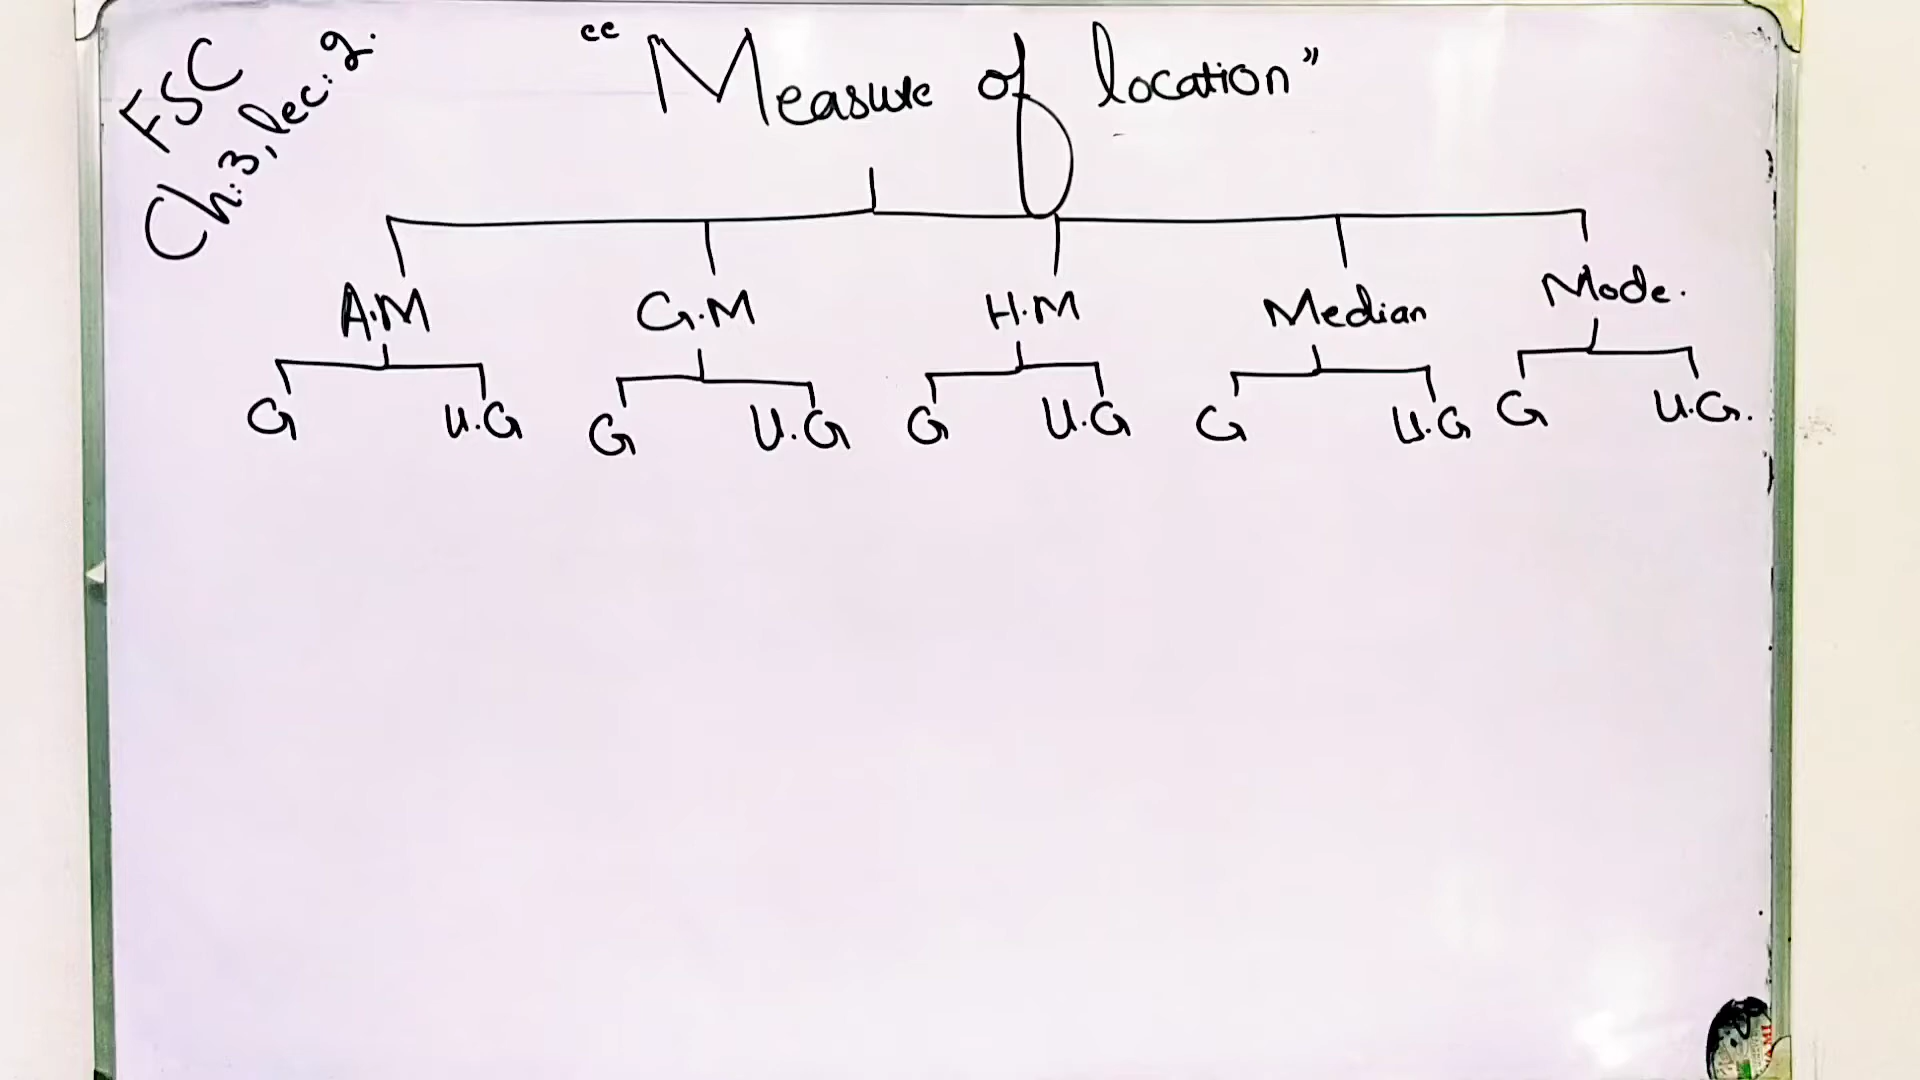 FSC
Ch:3, lec:2.
"Measure of location"
A.M G.M H.M Median Mode.
G U.G G U.G G U.G G U.G G U.G.